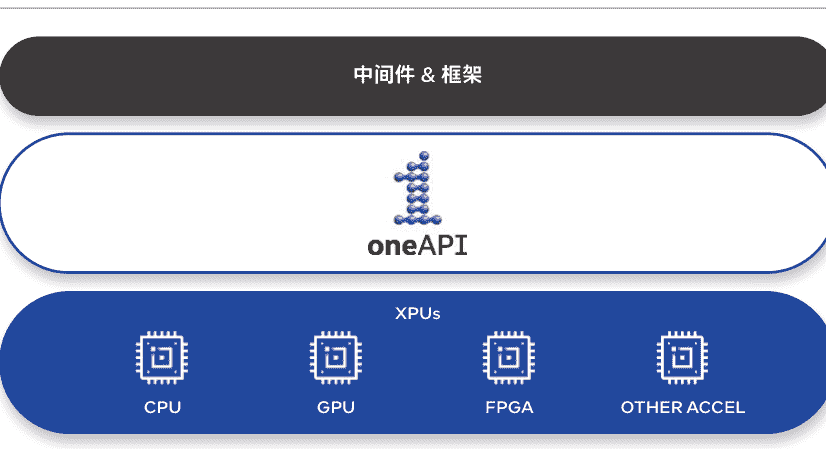 中间件 & 框架
oneAPI
XPUs
CPU
GPU
FPGA
OTHER ACCEL